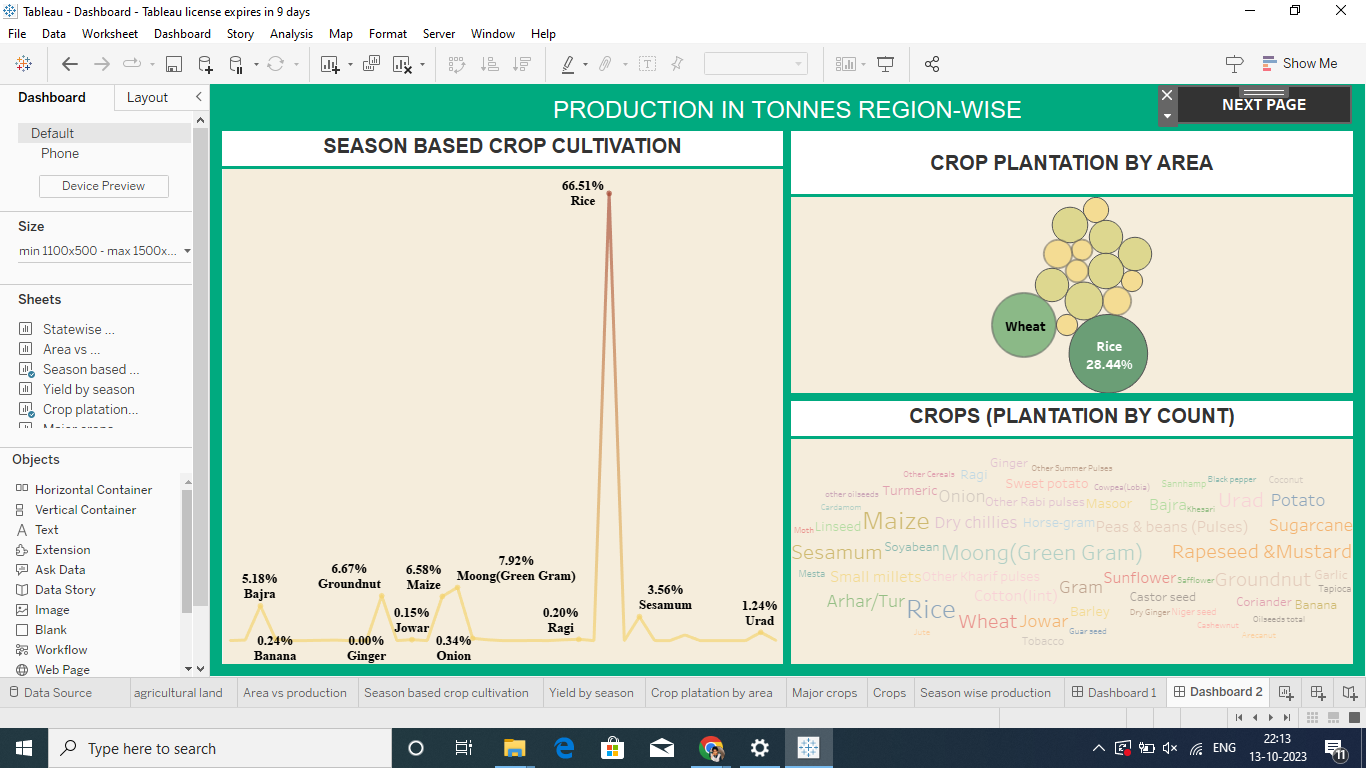 Tableau - Dashboard - Tableau license expires in 9 days
File Data Worksheet Dashboard Story Analysis Map Format Server Window Help
Show Me
Dashboard Layout
Default
Phone
Device Preview
Size
min 1100x500 - max 1500x...
Sheets
Statewise ...
Area vs ...
Season based ...
Yield by season
Crop platation...
Objects
Horizontal Container
Vertical Container
Text
Extension
Ask Data
Data Story
Image
Blank
Workflow
Web Page
PRODUCTION IN TONNES REGION-WISE
NEXT PAGE
SEASON BASED CROP CULTIVATION
66.51%
Rice
5.18%
Bajra
0.24%
Banana
6.67%
Groundnut
0.00%
Ginger
0.15%
Jowar
6.58%
Maize
0.34%
Onion
7.92%
Moong(Green Gram)
0.20%
Ragi
3.56%
Sesamum
1.24%
Urad
CROP PLANTATION BY AREA
Wheat
Rice
28.44%
CROPS (PLANTATION BY COUNT)
Ginger Other Summer Pulses
Other Cereals Ragi
Sweet potato Cowpea(Lobia) Sannhamp Black pepper Coconut
other oilseeds Turmeric Onion Other Rabi pulses Masoor Bajra Khesari Urad Potato
Cardamom
Moth Linseed Maize Dry chillies Horse-gram Peas & beans (Pulses) Sugarcane
Sesamum Soyabean Moong(Green Gram) Rapeseed &Mustard
Mesta Small millets Other Kharif pulses Gram Sunflower Safflower Groundnut Garlic
Tapioca
Arhar/Tur Rice Cotton(lint) Castor seed Coriander Banana
Wheat Jowar Barley Dry Ginger Niger seed Oilseeds total
Jute Guar seed Cashewnut
Tobacco Arecanut
Data Source agricultural land Area vs production Season based crop cultivation Yield by season Crop platation by area Major crops Crops Season wise production Dashboard 1 Dashboard 2
Type here to search
ENG
22:13
13-10-2023
11